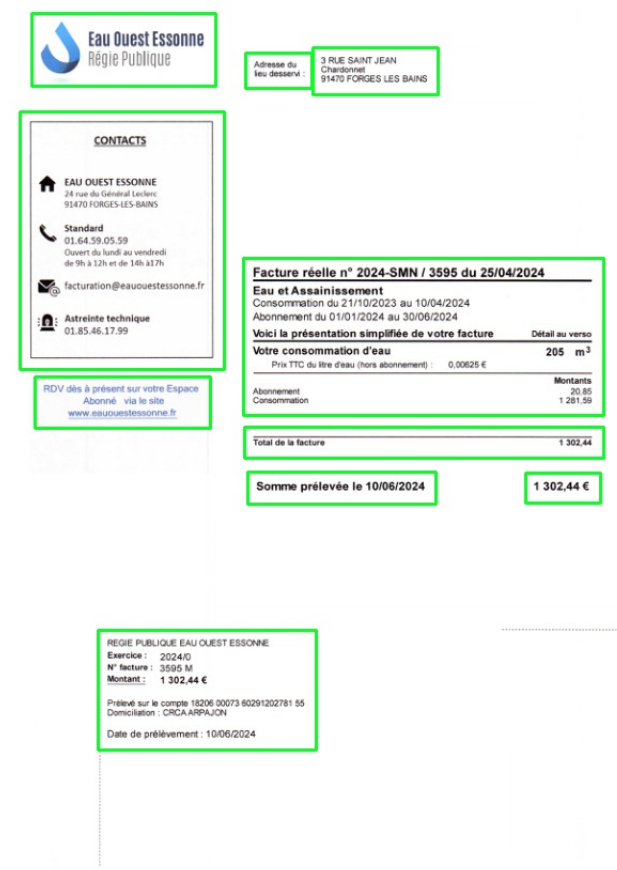 Eau Ouest Essonne
Régie Publique
Adresse du
lieu desservi :
3 RUE SAINT JEAN
Chardonnet
91470 FORGES LES BAINS
CONTACTS
EAU OUEST ESSONNE
24 rue du Général Leclerc
91470 FORGES-LES-BAINS
Standard
01.64.59.05.59
Ouvert du lundi au vendredi
de 9h à 12h et de 14h à17h
@ facturation@eauouestessonne.fr
Astreinte technique
01.85.46.17.99
RDV dès à présent sur votre Espace
Abonné via le site
www.eauouestessonne.fr
Facture réelle n° 2024-SMN / 3595 du 25/04/2024
Eau et Assainissement
Consommation du 21/10/2023 au 10/04/2024
Abonnement du 01/01/2024 au 30/06/2024
Voici la présentation simplifiée de votre facture Détail au verso
Votre consommation d'eau 205 m³
Prix TTC du litre d'eau (hors abonnement) : 0,00625 €
Montants
Abonnement 20,85
Consommation 1 281,59
Total de la facture 1 302,44
Somme prélevée le 10/06/2024 1 302,44 €
REGIE PUBLIQUE EAU OUEST ESSONNE
Exercice : 2024/0
N° facture : 3595 M
Montant : 1 302,44 €
Prélevé sur le compte 18206 00073 60291202781 55
Domiciliation : CRCA ARPAJON
Date de prélèvement : 10/06/2024